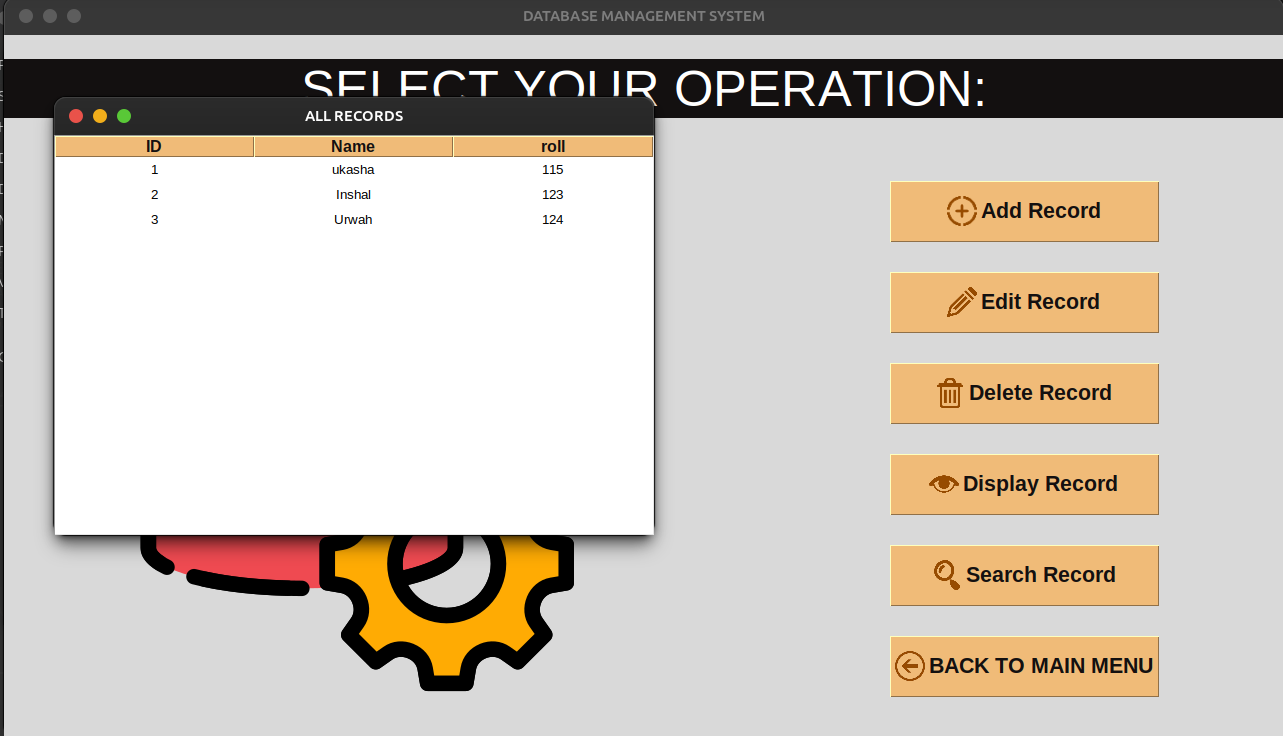 DATABASE MANAGEMENT SYSTEM
SELECT YOUR OPERATION:
ALL RECORDS
ID Name roll
1 ukasha 115
2 Inshal 123
3 Urwah 124
Add Record
Edit Record
Delete Record
Display Record
Search Record
BACK TO MAIN MENU